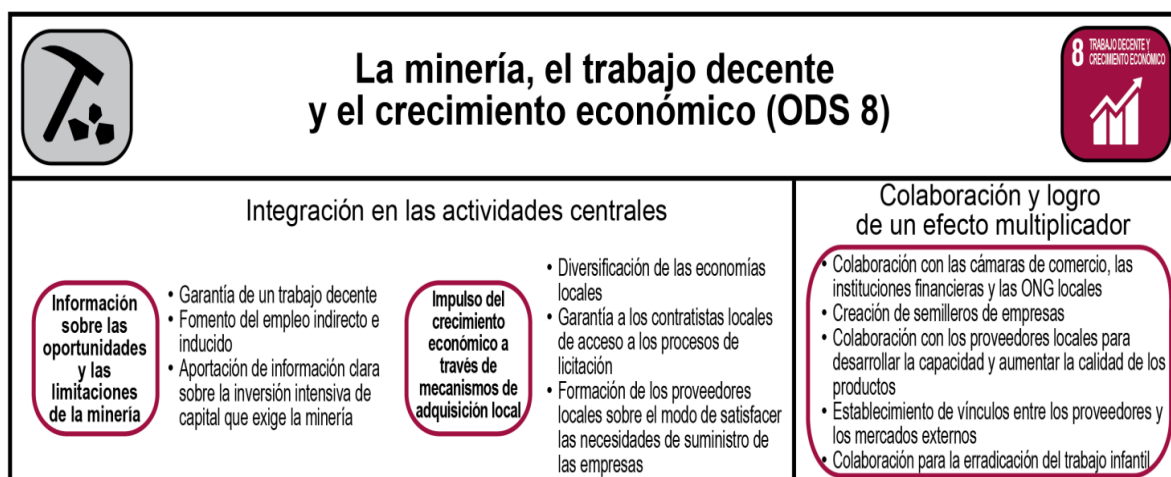 La minería, el trabajo decente
y el crecimiento económico (ODS 8)
8 TRABAJO DECENTE Y
CRECIMIENTO ECONÓMICO
Integración en las actividades centrales
Información
sobre las
oportunidades
y las
limitaciones
de la minería
• Garantía de un trabajo decente
• Fomento del empleo indirecto e
inducido
• Aportación de información clara
sobre la inversión intensiva de
capital que exige la minería
Impulso del
crecimiento
económico a
través de
mecanismos de
adquisición local
• Diversificación de las economías
locales
• Garantía a los contratistas locales
de acceso a los procesos de
licitación
• Formación de los proveedores
locales sobre el modo de satisfacer
las necesidades de suministro de
las empresas
Colaboración y logro
de un efecto multiplicador
• Colaboración con las cámaras de comercio, las
instituciones financieras y las ONG locales
• Creación de semilleros de empresas
• Colaboración con los proveedores locales para
desarrollar la capacidad y aumentar la calidad de los
productos
• Establecimiento de vínculos entre los proveedores y
los mercados externos
• Colaboración para la erradicación del trabajo infantil